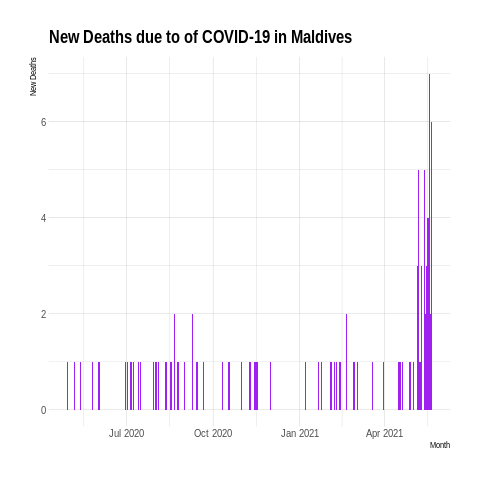 New Deaths due to of COVID-19 in Maldives
New Deaths
6
4
2
0
Jul 2020 Oct 2020 Jan 2021 Apr 2021
Month